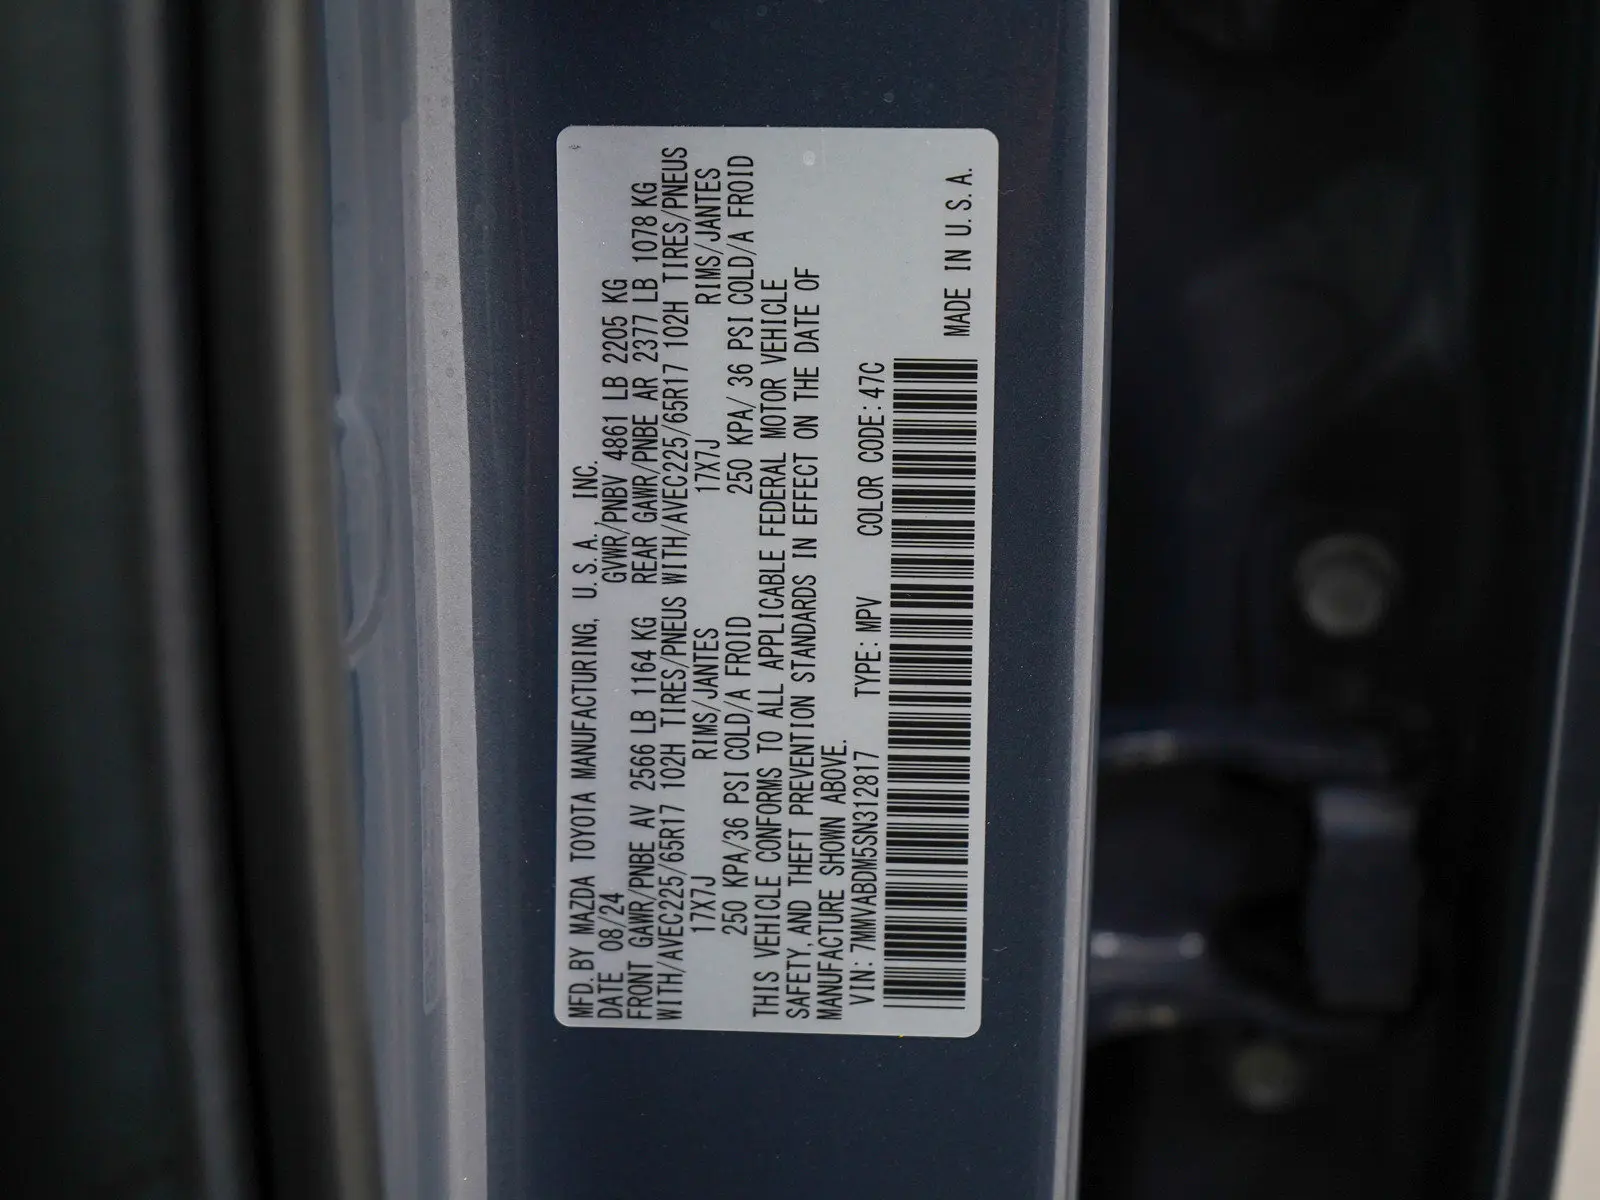 MFD. BY MAZDA TOYOTA MANUFACTURING, U.S.A., INC.
DATE 08/24 GVWR/PNBV 4861 LB 2205 KG
FRONT GAWR/PNBE AV 2566 LB 1164 KG REAR GAWR/PNBE AR 2377 LB 1078 KG
WITH/AVEC225/65R17 102H TIRES/PNEUS WITH/AVEC225/65R17 102H TIRES/PNEUS
17X7J RIMS/JANTES 17X7J RIMS/JANTES
250 KPA/36 PSI COLD/A FROID 250 KPA/ 36 PSI COLD/A FROID
THIS VEHICLE CONFORMS TO ALL APPLICABLE FEDERAL MOTOR VEHICLE
SAFETY, AND THEFT PREVENTION STANDARDS IN EFFECT ON THE DATE OF
MANUFACTURE SHOWN ABOVE.
VIN: 7MMVABDM5SN312817 TYPE: MPV COLOR CODE: 47C
MADE IN U.S.A.